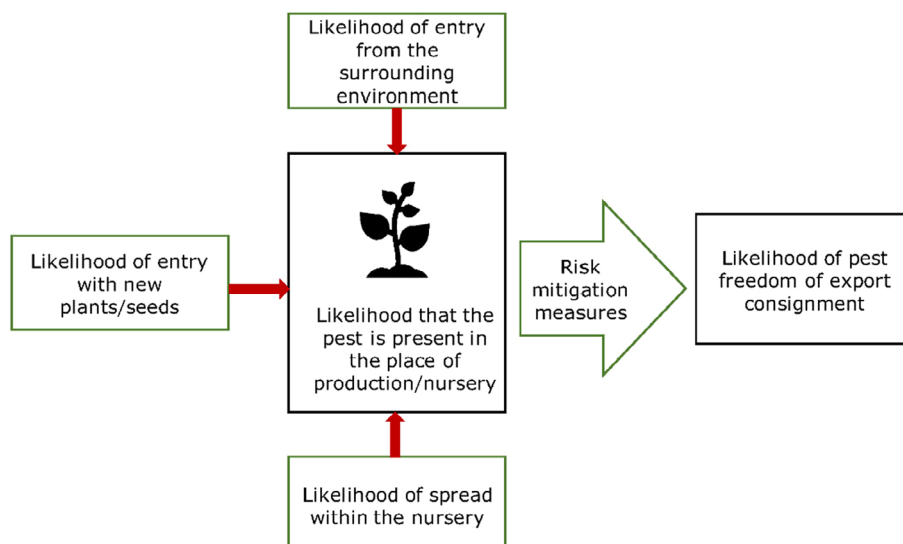 Likelihood of entry
from the
surrounding
environment
Likelihood of entry
with new
plants/seeds
Likelihood that the
pest is present in
the place of
production/nursery
Risk
mitigation
measures
Likelihood of pest
freedom of export
consignment
Likelihood of spread
within the nursery